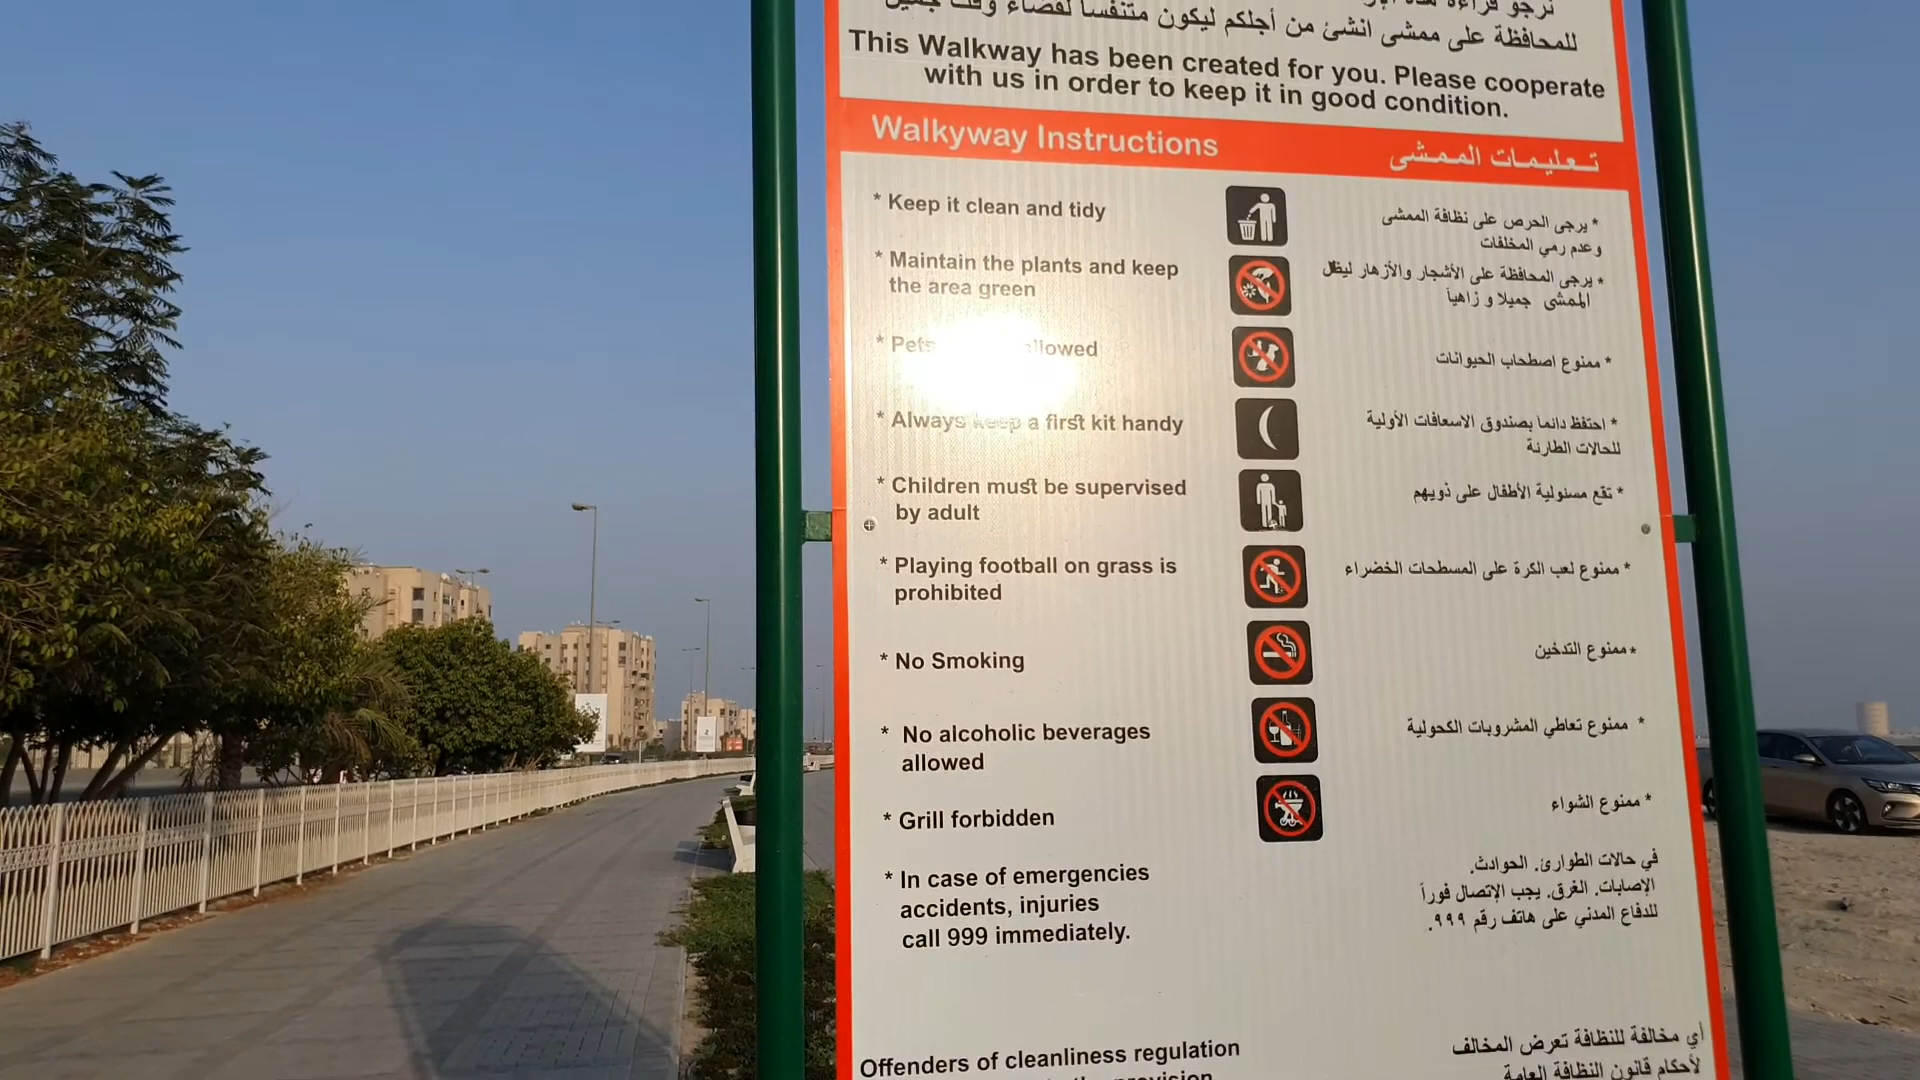 للمحافظة على ممشى انشئ من أجلكم ليكون متنفسا لقضاء وقت جميل
This Walkway has been created for you. Please cooperate
with us in order to keep it in good condition.
Walkyway Instructions
تعليمات الممشى
* Keep it clean and tidy
* يرجى الحرص على نظافة الممشى
وعدم رمي المخلفات
* Maintain the plants and keep
the area green
* يرجى المحافظة على الأشجار والأزهار ليظل
الممشى جميلا و زاهياً
* Pets allowed
* ممنوع اصطحاب الحيوانات
* Always keep a first kit handy
* احتفظ دائماً بصندوق الاسعافات الأولية
للحالات الطارئة
* Children must be supervised
by adult
* تقع مسئولية الأطفال على ذويهم
* Playing football on grass is
prohibited
* ممنوع لعب الكرة على المسطحات الخضراء
* No Smoking
* ممنوع التدخين
* No alcoholic beverages
allowed
* ممنوع تعاطي المشروبات الكحولية
* Grill forbidden
* ممنوع الشواء
* In case of emergencies
accidents, injuries
call 999 immediately.
في حالات الطوارئ. الحوادث.
الإصابات. الغرق. يجب الإتصال فوراً
للدفاع المدني على هاتف رقم ٩٩٩.
Offenders of cleanliness regulation
provision
أي مخالفة للنظافة تعرض المخالف
لأحكام قانون النظافة العامة